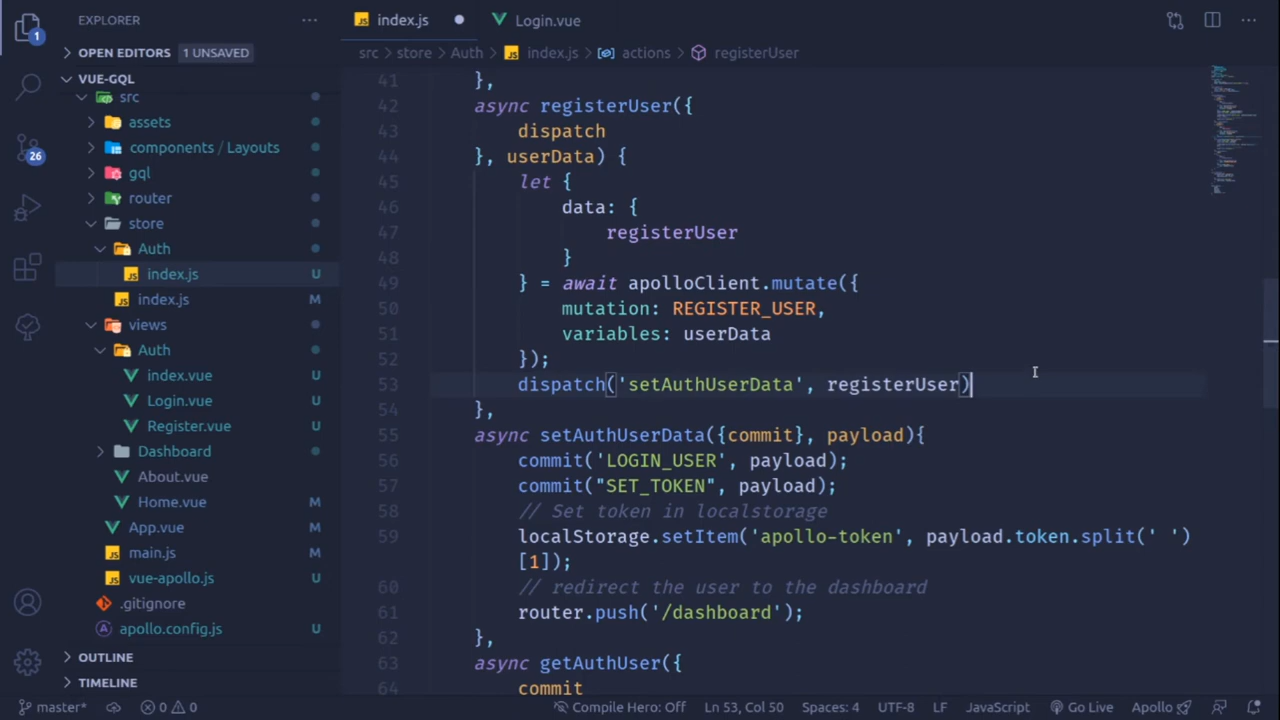 EXPLORER
index.js
Login.vue
OPEN EDITORS 1 UNSAVED
src > store > Auth > index.js > actions > registerUser
VUE-GQL
src
assets
components / Layouts
gql
router
store
Auth
index.js U
index.js M
views
Auth
index.vue U
Login.vue U
Register.vue U
Dashboard
About.vue
Home.vue M
App.vue M
main.js M
vue-apollo.js U
.gitignore
apollo.config.js U
OUTLINE
TIMELINE
1
26
41 },
42 async registerUser({
43 dispatch
44 }, userData) {
45 let {
46 data: {
47 registerUser
48 }
49 } = await apolloClient.mutate({
50 mutation: REGISTER_USER,
51 variables: userData
52 });
53 dispatch('setAuthUserData', registerUser)
54 },
55 async setAuthUserData({commit}, payload){
56 commit('LOGIN_USER', payload);
57 commit("SET_TOKEN", payload);
58 // Set token in localstorage
59 localStorage.setItem('apollo-token', payload.token.split(' ')
[1]);
60 // redirect the user to the dashboard
61 router.push('/dashboard');
62 },
63 async getAuthUser({
64 commit
master* 0 0 Compile Hero: Off Ln 53, Col 50 Spaces: 4 UTF-8 LF JavaScript Go Live Apollo